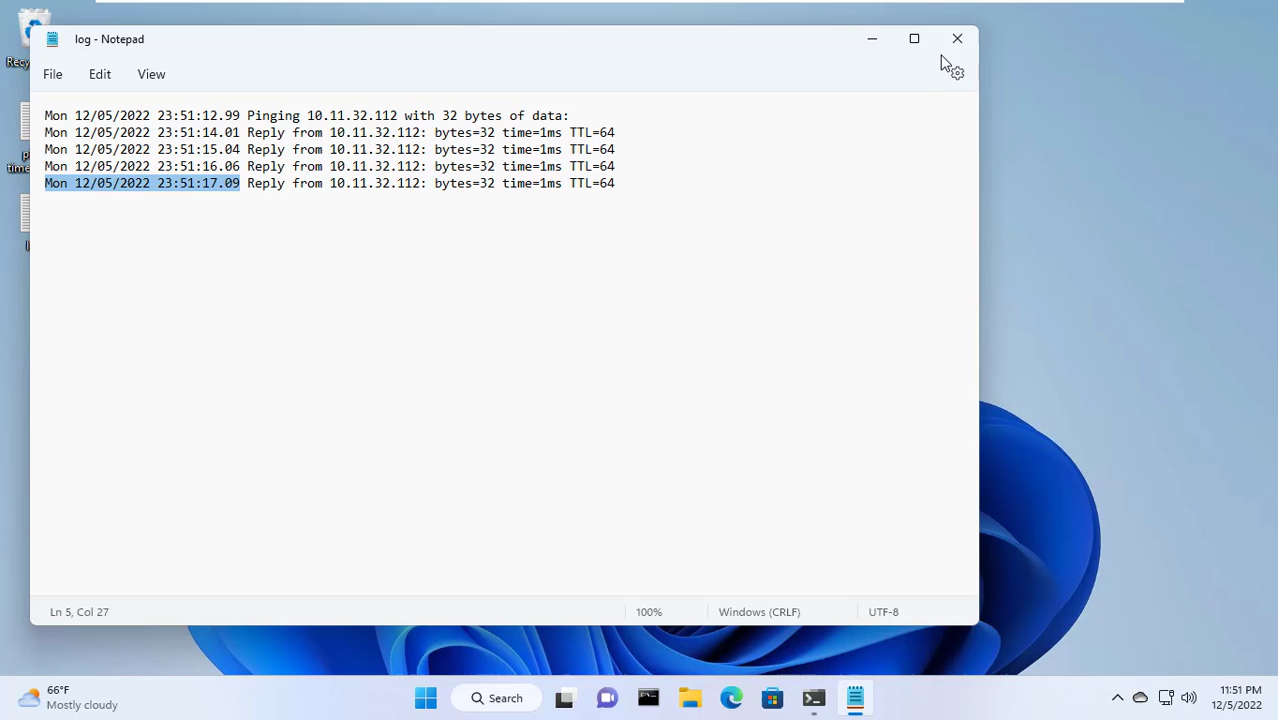 log - Notepad
File Edit View
Mon 12/05/2022 23:51:12.99 Pinging 10.11.32.112 with 32 bytes of data:
Mon 12/05/2022 23:51:14.01 Reply from 10.11.32.112: bytes=32 time=1ms TTL=64
Mon 12/05/2022 23:51:15.04 Reply from 10.11.32.112: bytes=32 time=1ms TTL=64
Mon 12/05/2022 23:51:16.06 Reply from 10.11.32.112: bytes=32 time=1ms TTL=64
Mon 12/05/2022 23:51:17.09 Reply from 10.11.32.112: bytes=32 time=1ms TTL=64
Ln 5, Col 27 100% Windows (CRLF) UTF-8
66°F
Mostly cloudy
Search
11:51 PM
12/5/2022